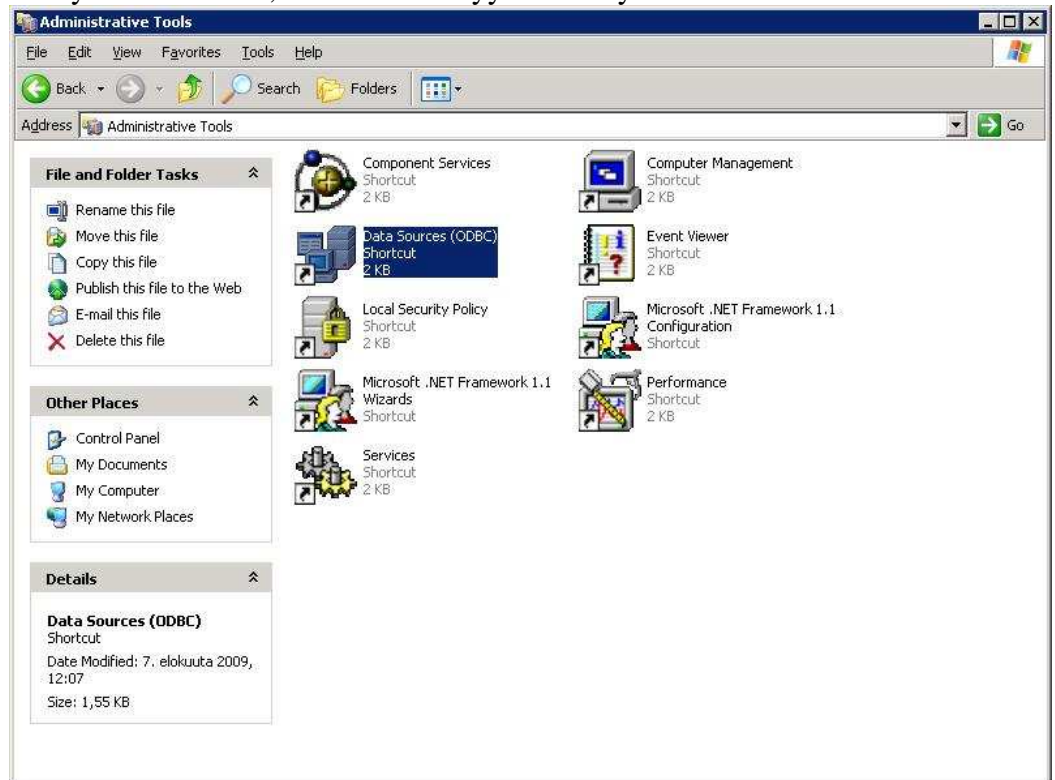 Administrative Tools
File Edit View Favorites Tools Help
Back Search Folders
Address Administrative Tools Go
File and Folder Tasks
Rename this file
Move this file
Copy this file
Publish this file to the Web
E-mail this file
Delete this file
Other Places
Control Panel
My Documents
My Computer
My Network Places
Details
Data Sources (ODBC)
Shortcut
Date Modified: 7. elokuuta 2009,
12:07
Size: 1,55 KB
Component Services
Shortcut
2 KB
Computer Management
Shortcut
2 KB
Data Sources (ODBC)
Shortcut
2 KB
Event Viewer
Shortcut
2 KB
Local Security Policy
Shortcut
2 KB
Microsoft .NET Framework 1.1
Configuration
Shortcut
Microsoft .NET Framework 1.1
Wizards
Shortcut
Performance
Shortcut
2 KB
Services
Shortcut
2 KB